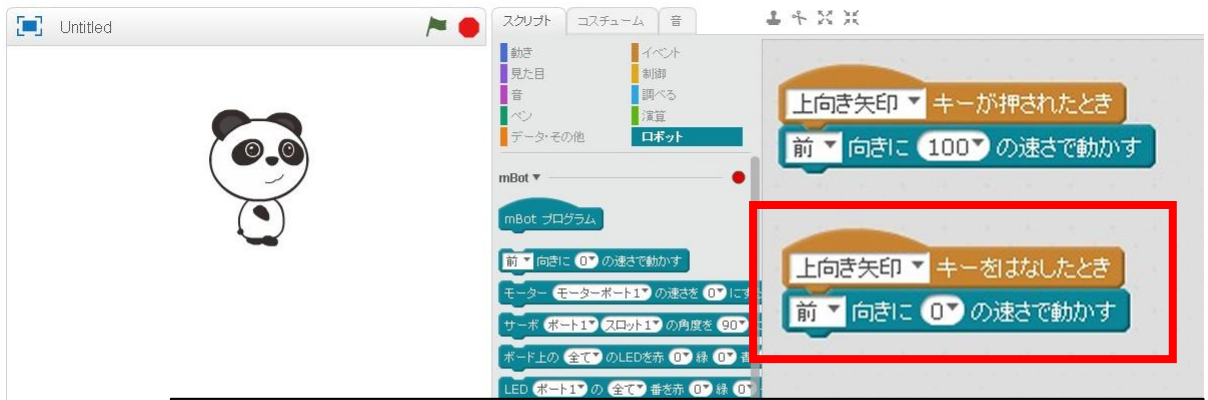 Untitled
スクリプト コスチューム 音
動き イベント
見た目 制御
音 調べる
ペン 演算
データ・その他 ロボット
mBot
mBot プログラム
前 向きに 0 の速さで動かす
モーター モーターポート1 の速さを 0 にす
サーボ ポート1 スロット1 の角度を 90
ボード上の 全て のLEDを赤 0 緑 0 青
LED ポート1 の 全て 番を赤 0 緑 0
上向き矢印 キーが押されたとき
前 向きに 100 の速さで動かす
上向き矢印 キーをはなしたとき
前 向きに 0 の速さで動かす